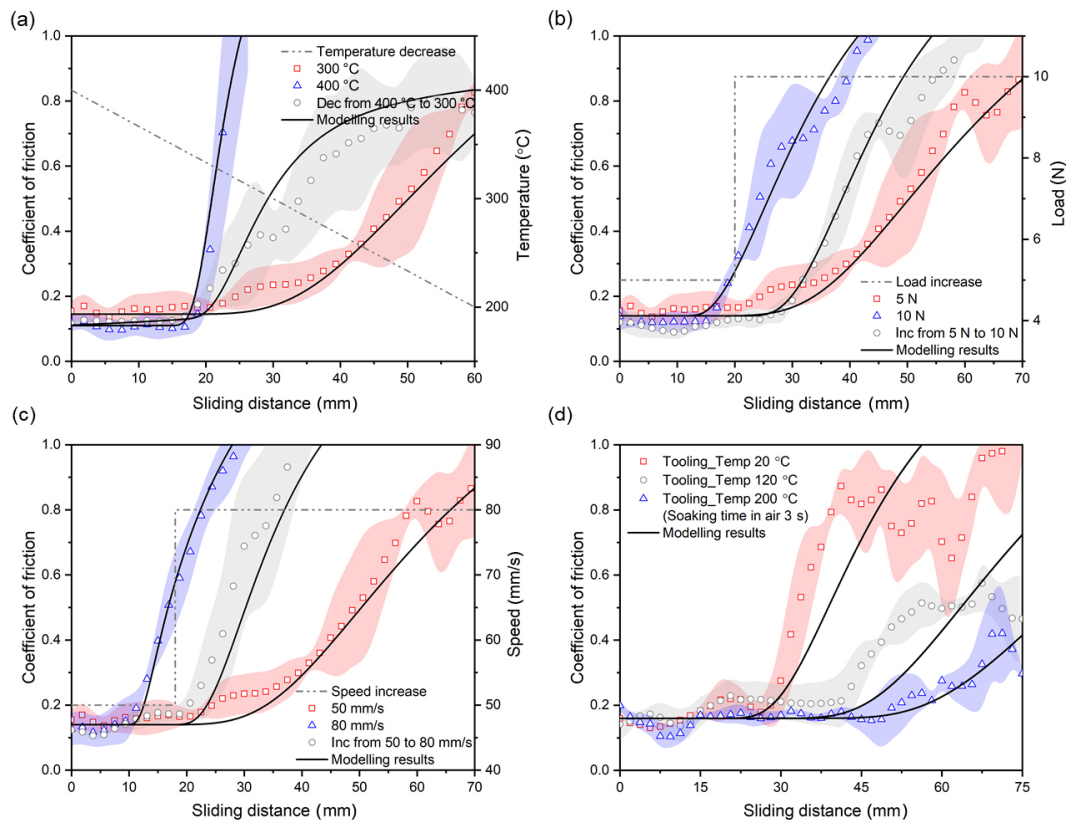 (a)
1.0
0.8
0.6
0.4
0.2
0.0
Coefficient of friction
0 10 20 30 40 50 60
Sliding distance (mm)
400
300
200
Temperature (°C)
Temperature decrease
300 °C
400 °C
Dec from 400 °C to 300 °C
Modelling results
(b)
1.0
0.8
0.6
0.4
0.2
0.0
Coefficient of friction
0 10 20 30 40 50 60 70
Sliding distance (mm)
10
8
6
4
Load (N)
Load increase
5 N
10 N
Inc from 5 N to 10 N
Modelling results
(c)
1.0
0.8
0.6
0.4
0.2
0.0
Coefficient of friction
0 10 20 30 40 50 60 70
Sliding distance (mm)
90
80
70
60
50
40
Speed (mm/s)
Speed increase
50 mm/s
80 mm/s
Inc from 50 to 80 mm/s
Modelling results
(d)
1.0
0.8
0.6
0.4
0.2
0.0
Coefficient of friction
0 15 30 45 60 75
Sliding distance (mm)
Tooling_Temp 20 °C
Tooling_Temp 120 °C
Tooling_Temp 200 °C
(Soaking time in air 3 s)
Modelling results